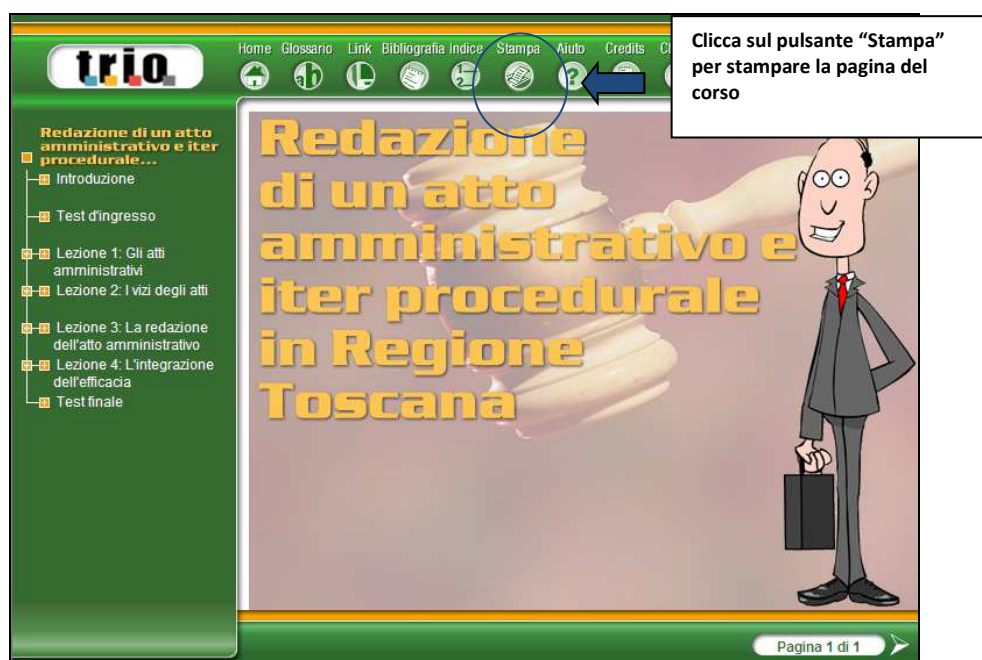 trio
Home Glossario Link Bibliografia Indice Stampa Aiuto Credits
Clicca sul pulsante “Stampa”
per stampare la pagina del
corso
Redazione di un atto
amministrativo e iter
procedurale...
Introduzione
Test d'ingresso
Lezione 1: Gli atti
amministrativi
Lezione 2: I vizi degli atti
Lezione 3: La redazione
dell'atto amministrativo
Lezione 4: L'integrazione
dell'efficacia
Test finale
Redazione
di un atto
amministrativo e
iter procedurale
in Regione
Toscana
Pagina 1 di 1